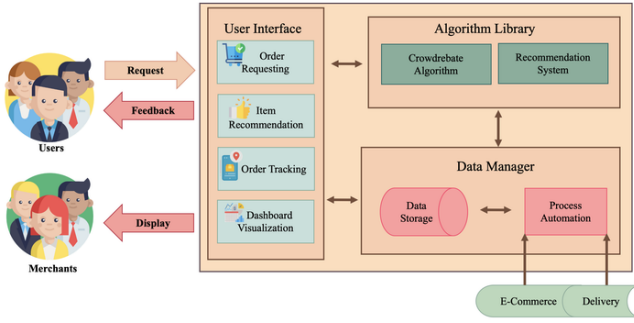 User Interface
Algorithm Library
Order
Requesting
Crowdrebate
Algorithm
Recommendation
System
Request
Feedback
Users
Item
Recommendation
Order Tracking
Data Manager
Data
Storage
Process
Automation
Dashboard
Visualization
Display
Merchants
E-Commerce
Delivery